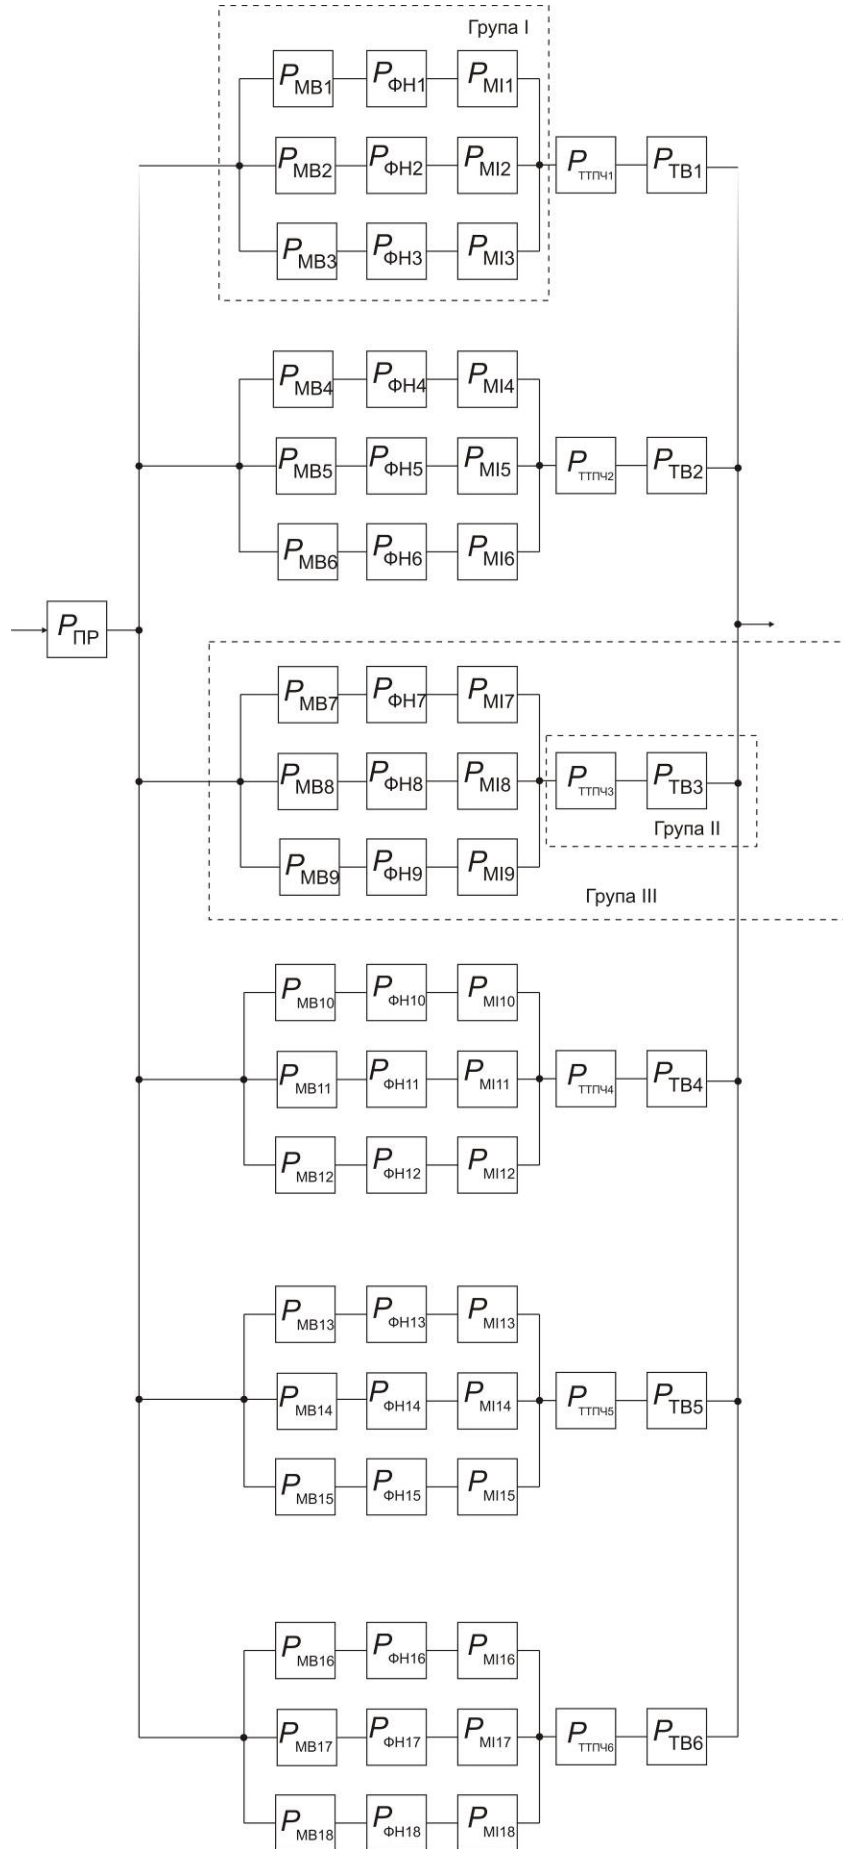 Група I
PМВ1 PФН1 PМІ1
PМВ2 PФН2 PМІ2 PТТПЧ1 PТВ1
PМВ3 PФН3 PМІ3
PМВ4 PФН4 PМІ4
PМВ5 PФН5 PМІ5 PТТПЧ2 PТВ2
PМВ6 PФН6 PМІ6
PПР
PМВ7 PФН7 PМІ7
PМВ8 PФН8 PМІ8 PТТПЧ3 PТВ3
Група II
PМВ9 PФН9 PМІ9
Група III
PМВ10 PФН10 PМІ10
PМВ11 PФН11 PМІ11 PТТПЧ4 PТВ4
PМВ12 PФН12 PМІ12
PМВ13 PФН13 PМІ13
PМВ14 PФН14 PМІ14 PТТПЧ5 PТВ5
PМВ15 PФН15 PМІ15
PМВ16 PФН16 PМІ16
PМВ17 PФН17 PМІ17 PТТПЧ6 PТВ6
PМВ18 PФН18 PМІ18